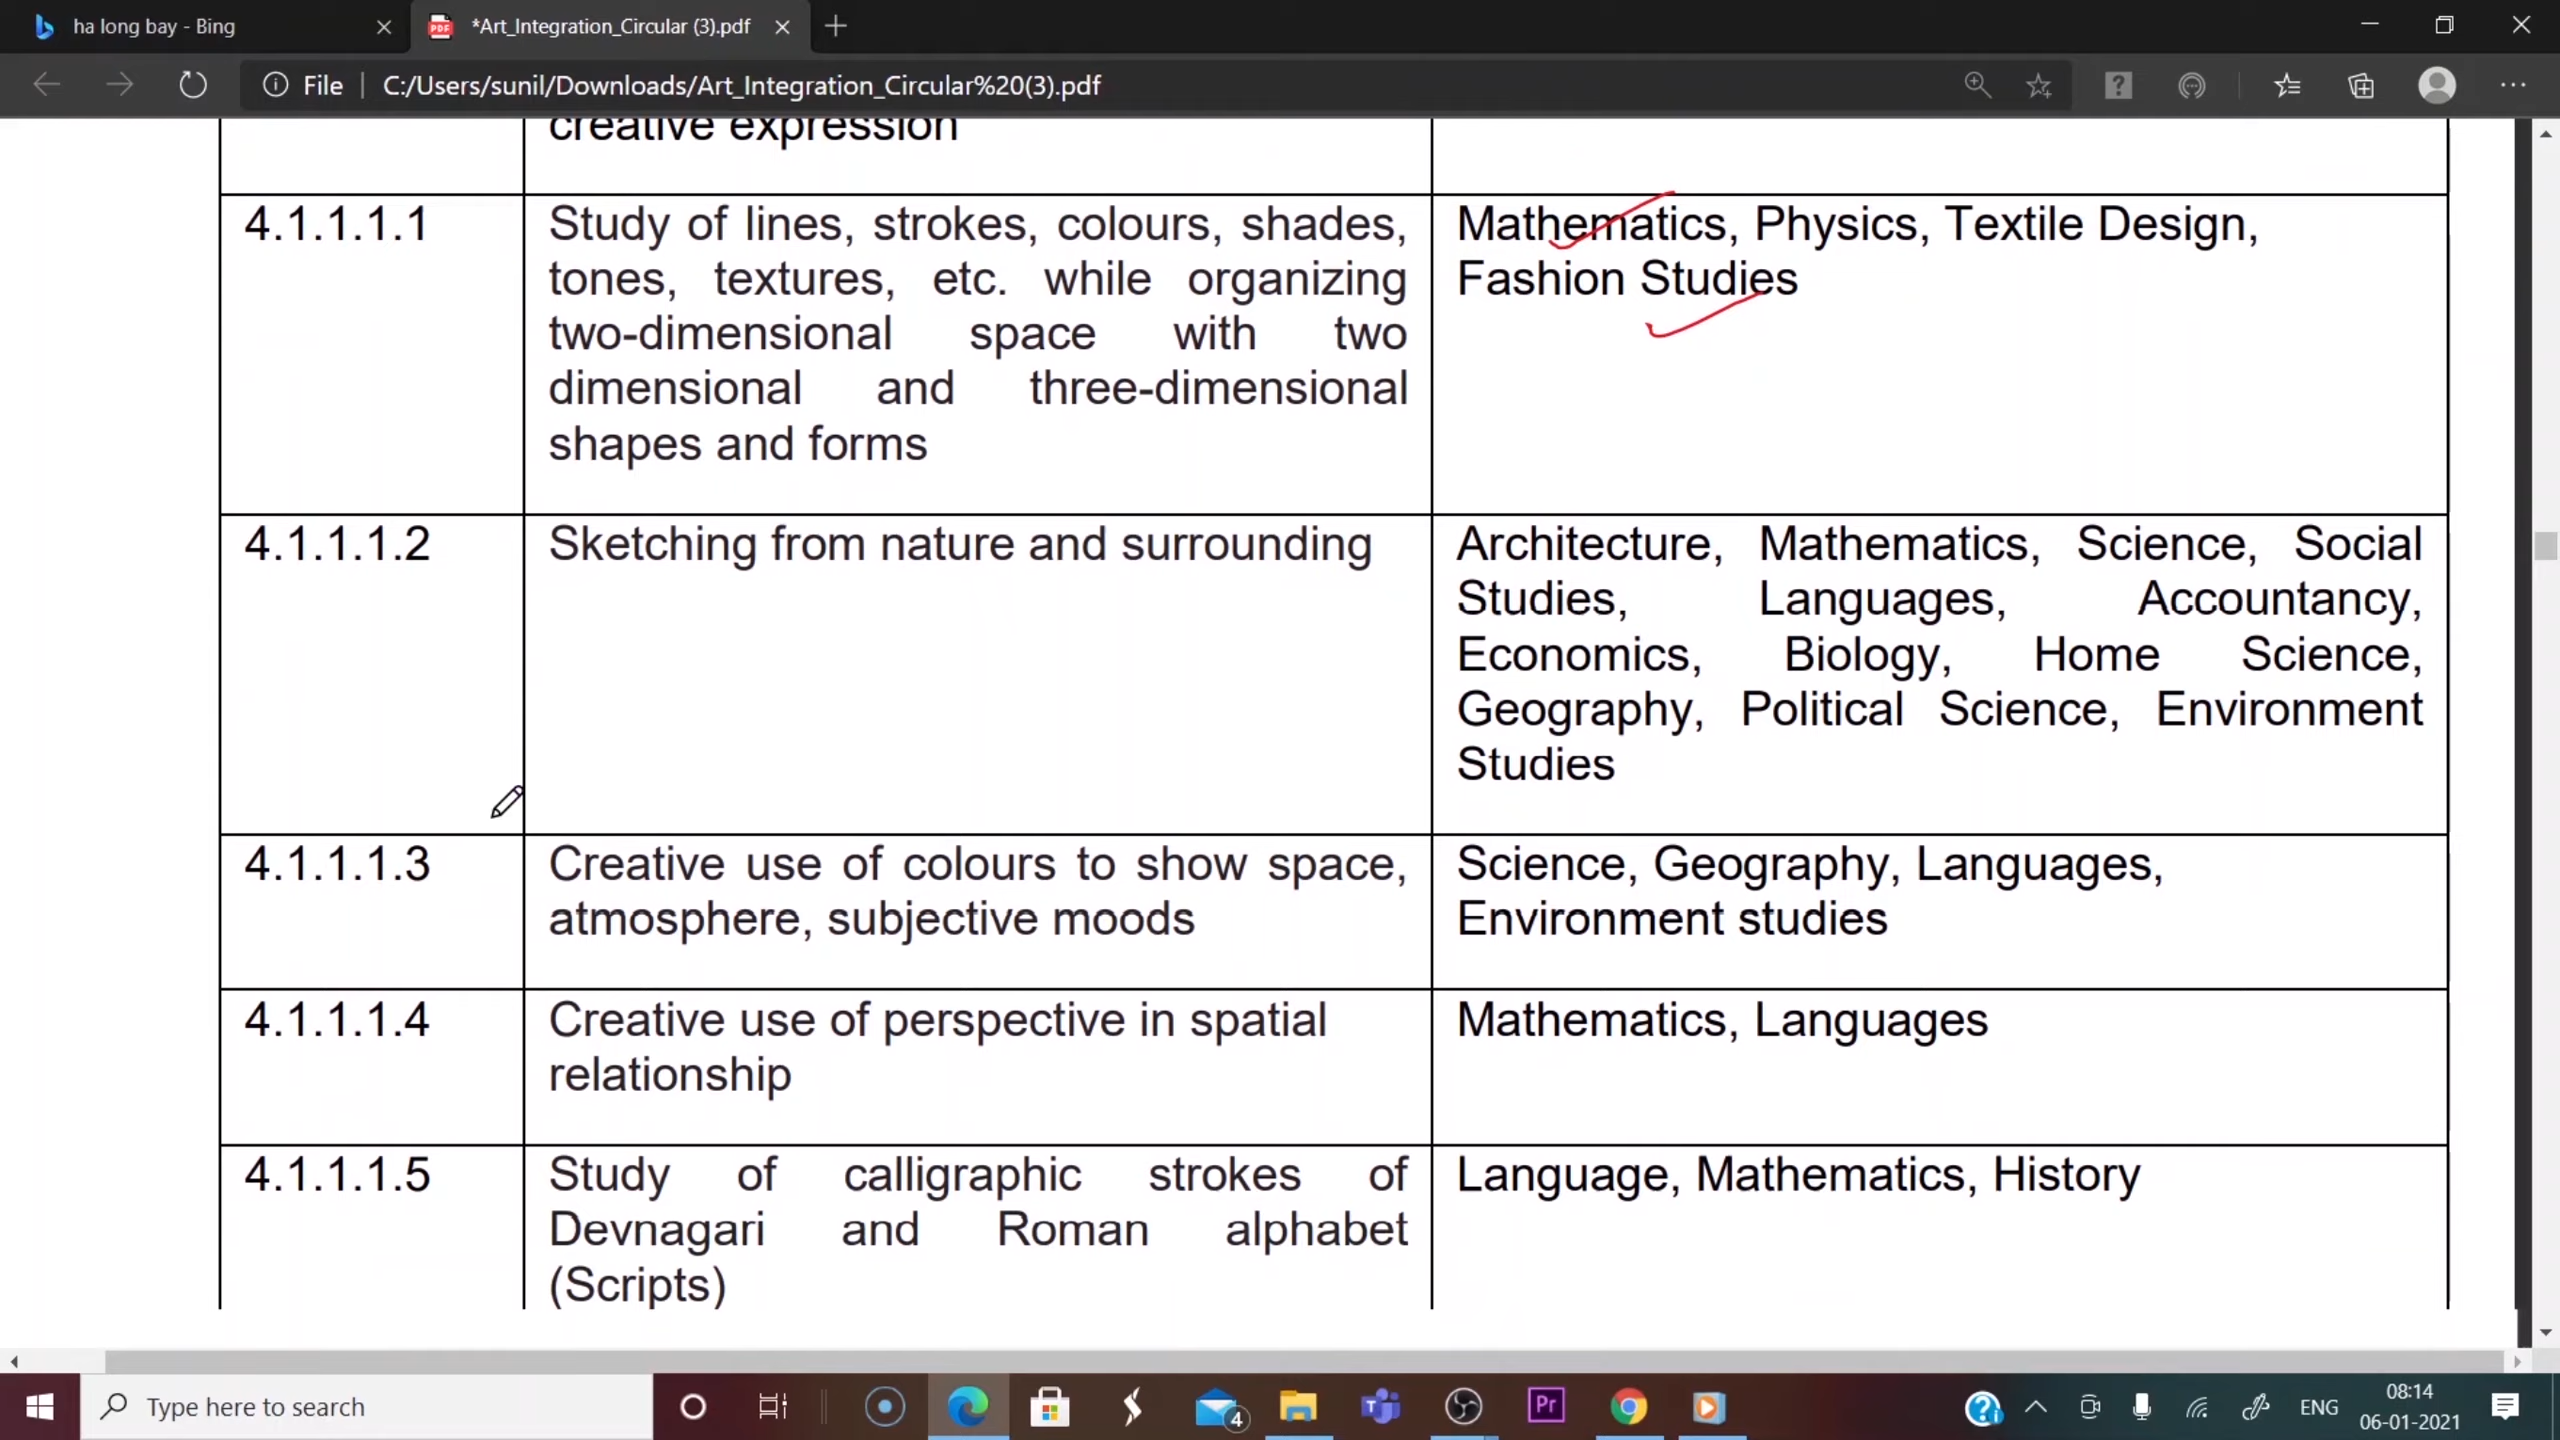 ha long bay - Bing
*Art_Integration_Circular (3).pdf
File | C:/Users/sunil/Downloads/Art_Integration_Circular%20(3).pdf
creative expression
4.1.1.1.1
Study of lines, strokes, colours, shades,
tones, textures, etc. while organizing
two-dimensional space with two
dimensional and three-dimensional
shapes and forms
Mathematics, Physics, Textile Design,
Fashion Studies
4.1.1.1.2
Sketching from nature and surrounding
Architecture, Mathematics, Science, Social
Studies, Languages, Accountancy,
Economics, Biology, Home Science,
Geography, Political Science, Environment
Studies
4.1.1.1.3
Creative use of colours to show space,
atmosphere, subjective moods
Science, Geography, Languages,
Environment studies
4.1.1.1.4
Creative use of perspective in spatial
relationship
Mathematics, Languages
4.1.1.1.5
Study of calligraphic strokes of
Devnagari and Roman alphabet
(Scripts)
Language, Mathematics, History
Type here to search
4
Pr
ENG
08:14
06-01-2021